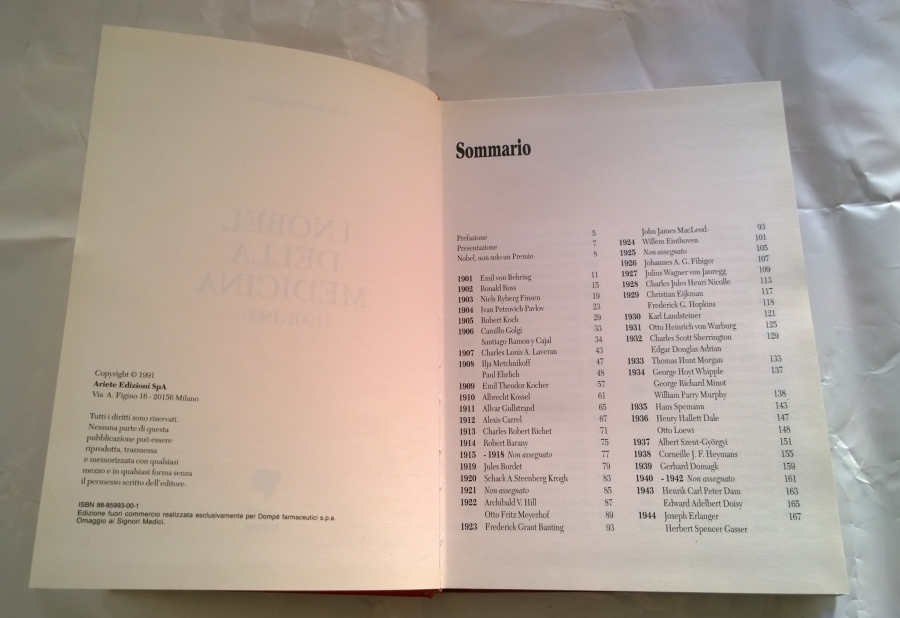 I NOBEL
DELLA
MEDICINA
(1901-1990)
Copyright © 1991
Ariete Edizioni SpA
Via A. Figino 16 - 20156 Milano
Tutti i diritti sono riservati.
Nessuna parte di questa
pubblicazione può essere
riprodotta, trasmessa
e memorizzata con qualsiasi
mezzo e in qualsiasi forma senza
il permesso scritto dell'editore.
ISBN 88-85993-00-1
Edizione fuori commercio realizzata esclusivamente per Dompé farmaceutici s.p.a.
Omaggio ai Signori Medici.
Sommario
Prefazione 5
Presentazione 7
Nobel, non solo un Premio 8
1901 Emil von Behring 11
1902 Ronald Ross 15
1903 Niels Ryberg Finsen 19
1904 Ivan Petrovich Pavlov 23
1905 Robert Koch 29
1906 Camillo Golgi 33
Santiago Ramon y Cajal 34
1907 Charles Louis A. Laveran 43
1908 Ilja Metchnikoff 47
Paul Ehrlich 48
1909 Emil Theodor Kocher 57
1910 Albrecht Kossel 61
1911 Allvar Gullstrand 65
1912 Alexis Carrel 67
1913 Charles Robert Richet 71
1914 Robert Barany 75
1915 - 1918 Non assegnato 77
1919 Jules Bordet 79
1920 Schack A. Steenberg Krogh 83
1921 Non assegnato 85
1922 Archibald V. Hill 87
Otto Fritz Meyerhof 89
1923 Frederick Grant Banting 93
John James MacLeod 93
1924 Willem Einthoven 101
1925 Non assegnato 105
1926 Johannes A. G. Fibiger 107
1927 Julius Wagner von Jauregg 109
1928 Charles Jules Henri Nicolle 113
1929 Christian Eijkman 117
Frederick G. Hopkins 118
1930 Karl Landsteiner 121
1931 Otto Heinrich von Warburg 125
1932 Charles Scott Sherrington 129
Edgar Douglas Adrian
1933 Thomas Hunt Morgan 133
1934 George Hoyt Whipple 137
George Richard Minot
William Parry Murphy 138
1935 Hans Spemann 143
1936 Henry Hallett Dale 147
Otto Loewi 148
1937 Albert Szent-Györgyi 151
1938 Corneille J. F. Heymans 155
1939 Gerhard Domagk 159
1940 - 1942 Non assegnato 161
1943 Henrik Carl Peter Dam 163
Edward Adelbert Doisy 165
1944 Joseph Erlanger 167
Herbert Spencer Gasser